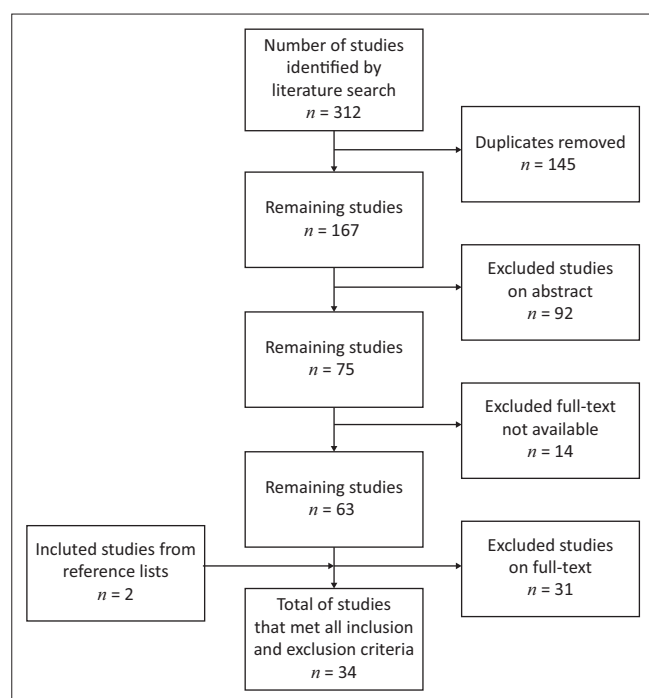 Number of studies
identified by
literature search
n = 312
Duplicates removed
n = 145
Remaining studies
n = 167
Excluded studies
on abstract
n = 92
Remaining studies
n = 75
Excluded full-text
not available
n = 14
Remaining studies
n = 63
Incluted studies from
reference lists
n = 2
Excluded studies
on full-text
n = 31
Total of studies
that met all inclusion
and exclusion criteria
n = 34